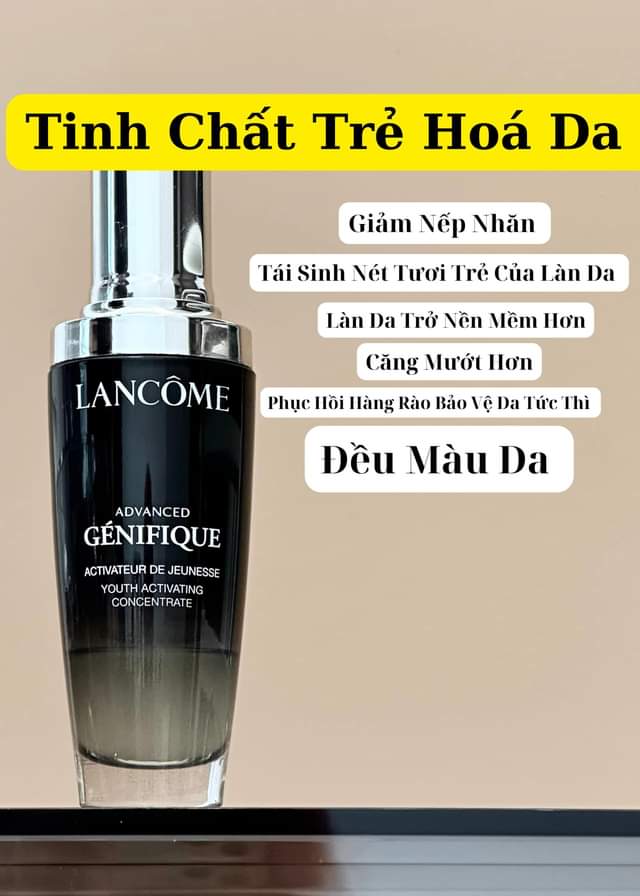 Tinh Chất Trẻ Hoá Da
Giảm Nếp Nhăn
Tái Sinh Nét Tươi Trẻ Của Làn Da
Làn Da Trở Nên Mềm Hơn
Căng Mướt Hơn
Phục Hồi Hàng Rào Bảo Vệ Da Tức Thì
Đều Màu Da
LANCÔME
ADVANCED
GÉNIFIQUE
ACTIVATEUR DE JEUNESSE
YOUTH ACTIVATING
CONCENTRATE